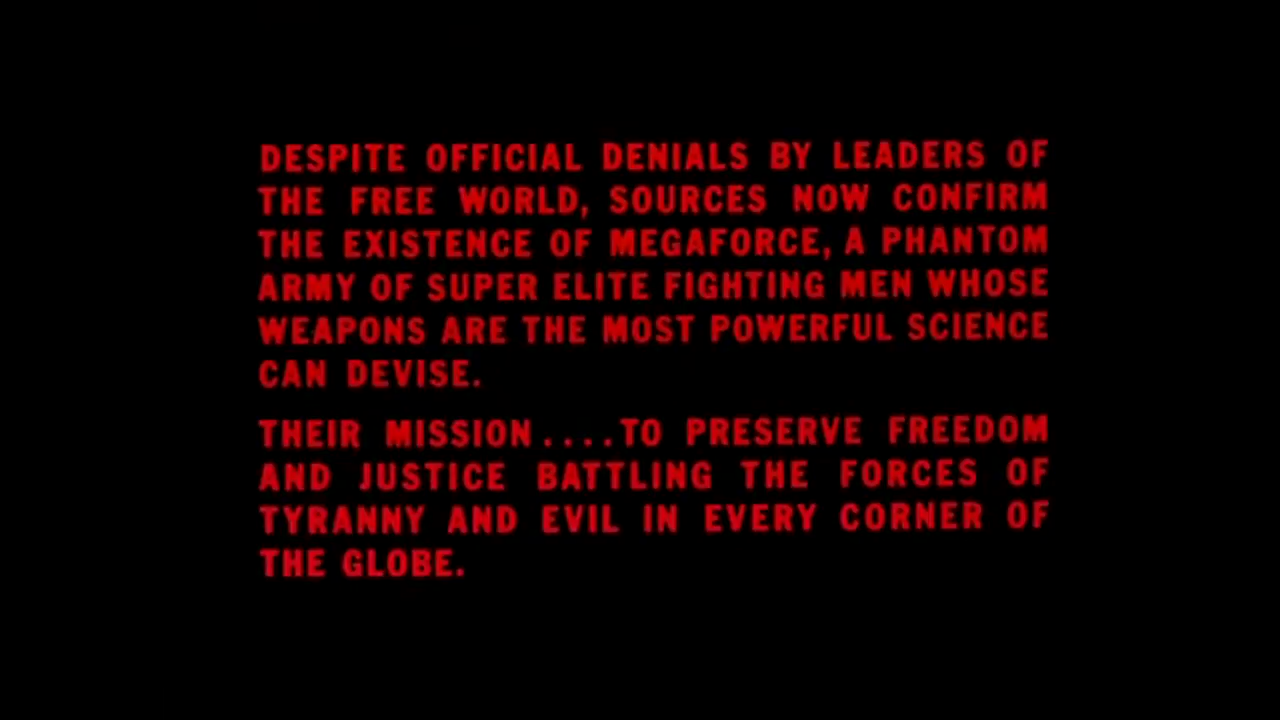 DESPITE OFFICIAL DENIALS BY LEADERS OF
THE FREE WORLD, SOURCES NOW CONFIRM
THE EXISTENCE OF MEGAFORCE, A PHANTOM
ARMY OF SUPER ELITE FIGHTING MEN WHOSE
WEAPONS ARE THE MOST POWERFUL SCIENCE
CAN DEVISE.
THEIR MISSION....TO PRESERVE FREEDOM
AND JUSTICE BATTLING THE FORCES OF
TYRANNY AND EVIL IN EVERY CORNER OF
THE GLOBE.